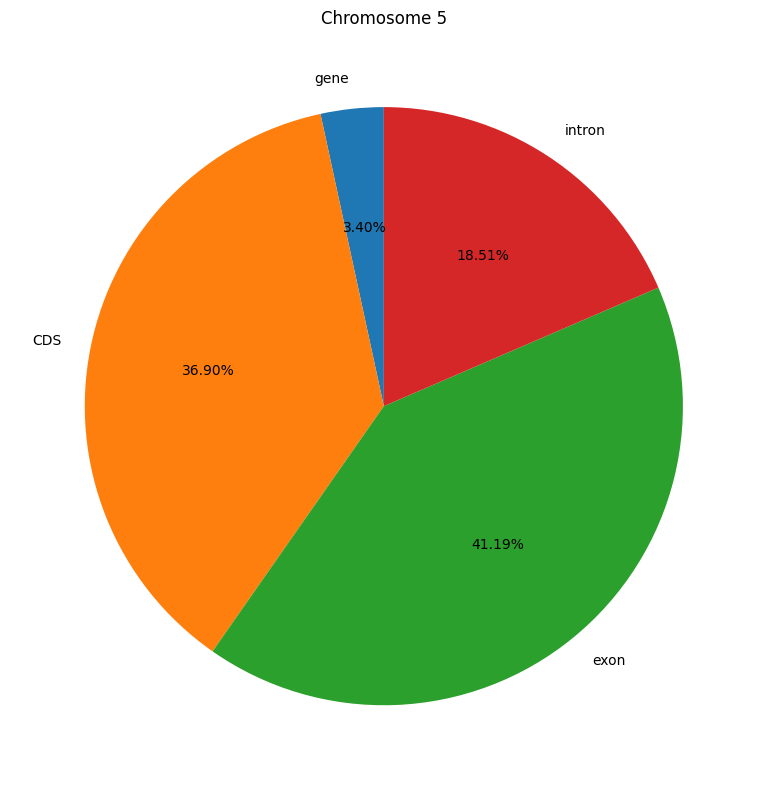 Chromosome 5
gene
intron
3.40%
18.51%
CDS
36.90%
41.19%
exon